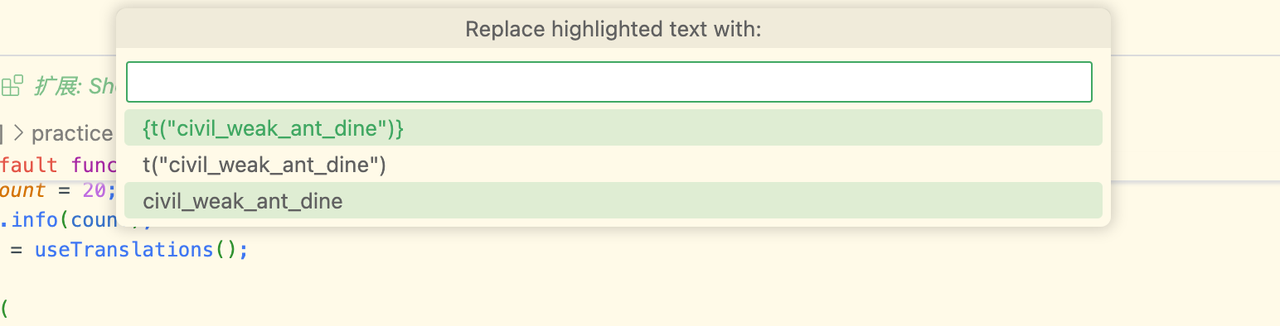 Replace highlighted text with:
扩展: Sh
{t("civil_weak_ant_dine")}
> practice
t("civil_weak_ant_dine")
fault func
ount = 20;
civil_weak_ant_dine
.info(coun
= useTranslations();
(